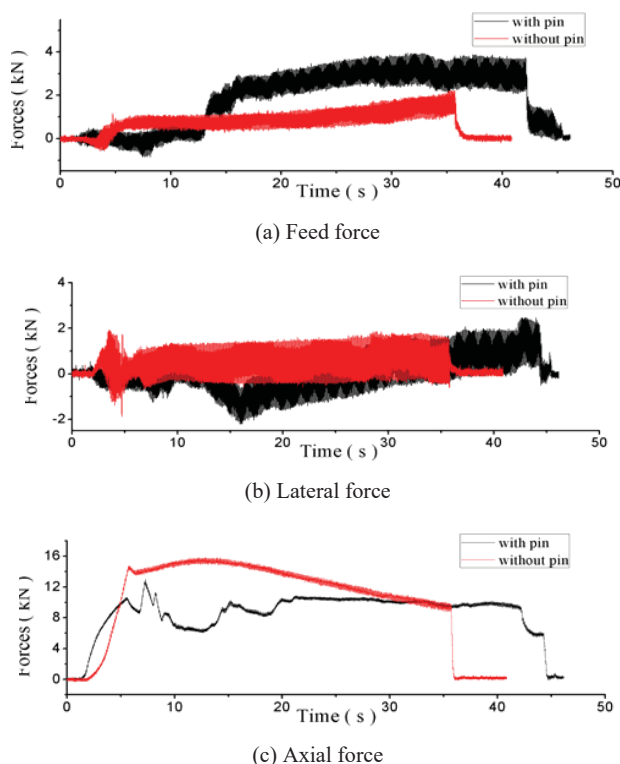 with pin
without pin
Forces ( kN )
4
2
0
0 10 20 30 40 50
Time ( s )
(a) Feed force
with pin
without pin
Forces ( kN )
4
2
0
-2
0 10 20 30 40 50
Time ( s )
(b) Lateral force
with pin
without pin
Forces ( kN )
16
12
8
4
0
0 10 20 30 40 50
Time ( s )
(c) Axial force